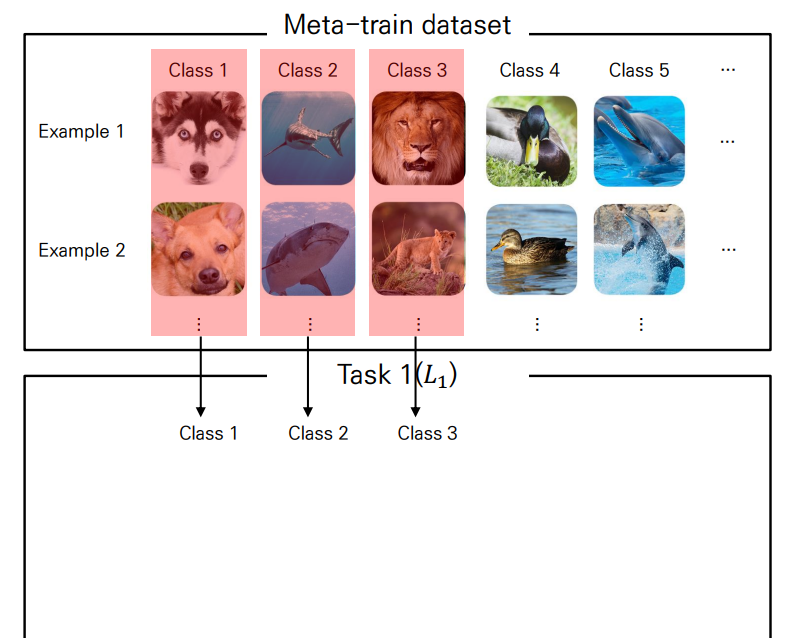 Meta-train dataset
Class 1 Class 2 Class 3 Class 4 Class 5 ···
Example 1 ···
Example 2 ···
⋮ ⋮ ⋮ ⋮ ⋮
Task 1(L₁)
Class 1 Class 2 Class 3